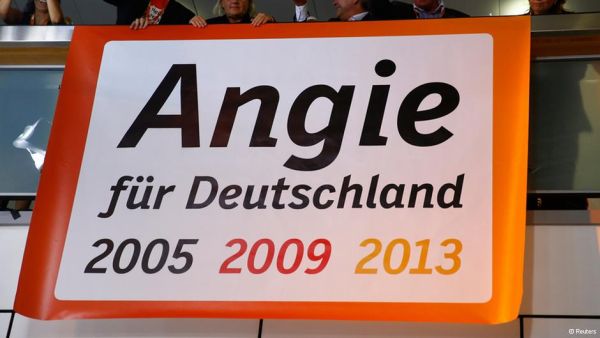 Angie
für Deutschland
2005 2009 2013
© Reuters